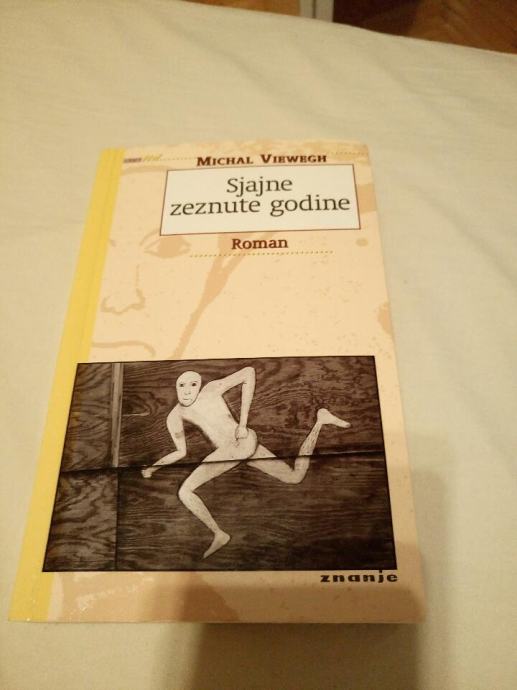 MICHAL VIEWEGH
Sjajne
zeznute godine
Roman
znanje